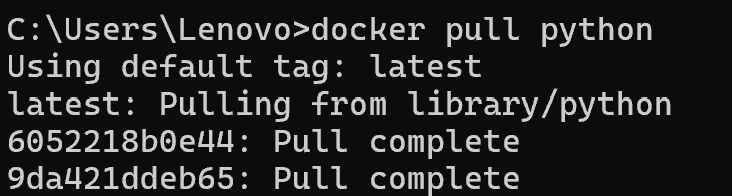 C:\Users\Lenovo>docker pull python
Using default tag: latest
latest: Pulling from library/python
6052218b0e44: Pull complete
9da421ddeb65: Pull complete